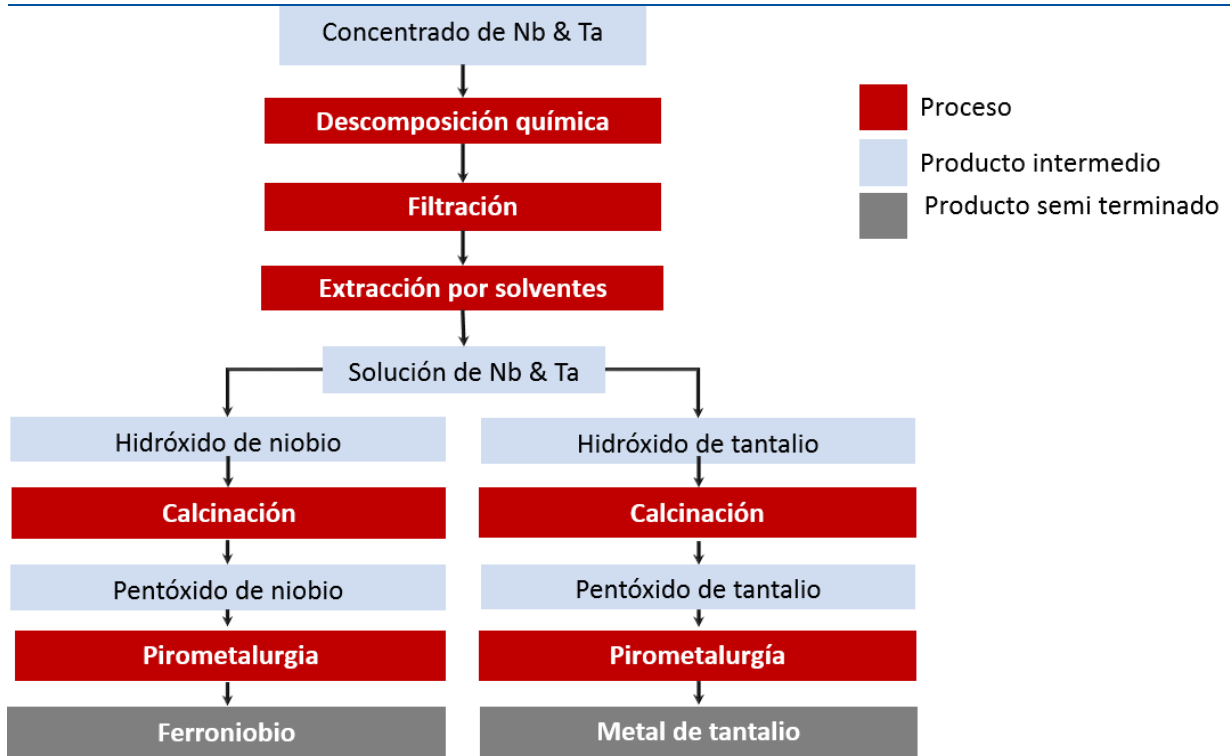 Concentrado de Nb & Ta
Descomposición química
Filtración
Extracción por solventes
Solución de Nb & Ta
Hidróxido de niobio
Hidróxido de tantalio
Calcinación
Calcinación
Pentóxido de niobio
Pentóxido de tantalio
Pirometalurgia
Pirometalurgía
Ferroniobio
Metal de tantalio
Proceso
Producto intermedio
Producto semi terminado